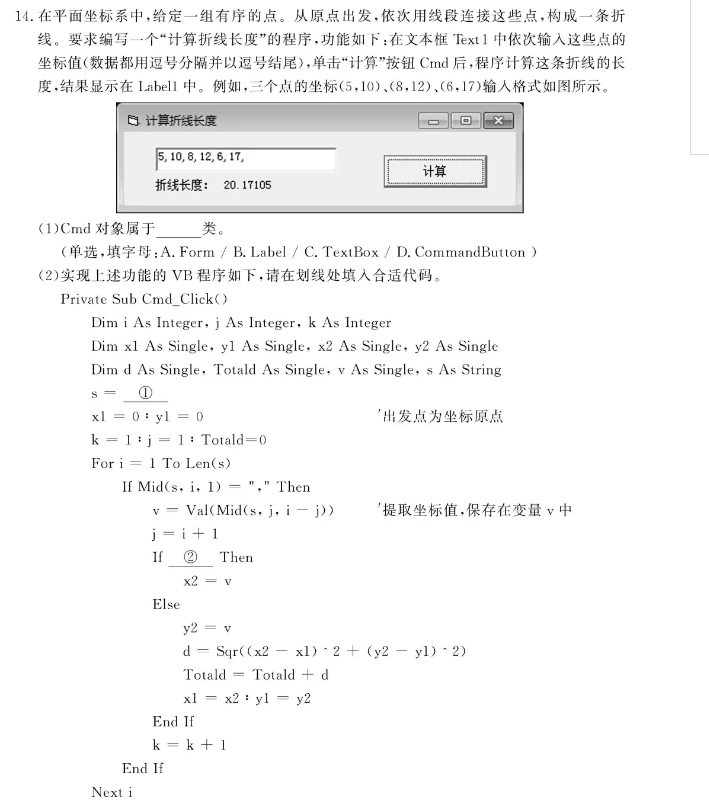 14. 在平面坐标系中,给定一组有序的点。从原点出发,依次用线段连接这些点,构成一条折
线。要求编写一个“计算折线长度”的程序,功能如下:在文本框 Text1 中依次输入这些点的
坐标值(数据都用逗号分隔并以逗号结尾),单击“计算”按钮 Cmd 后,程序计算这条折线的长
度,结果显示在 Label1 中。例如,三个点的坐标(5,10)、(8,12)、(6,17)输入格式如图所示。
计算折线长度
5, 10, 8, 12, 6, 17,
计算
折线长度: 20.17105
(1)Cmd 对象属于____类。
(单选,填字母:A. Form / B. Label / C. TextBox / D. CommandButton )
(2)实现上述功能的 VB 程序如下,请在划线处填入合适代码。
Private Sub Cmd_Click()
Dim i As Integer, j As Integer, k As Integer
Dim x1 As Single, y1 As Single, x2 As Single, y2 As Single
Dim d As Single, Totald As Single, v As Single, s As String
s = ①
x1 = 0 : y1 = 0 '出发点为坐标原点
k = 1 : j = 1 : Totald=0
For i = 1 To Len(s)
If Mid(s, i, 1) = "," Then
v = Val(Mid(s, j, i - j)) '提取坐标值,保存在变量 v 中
j = i + 1
If ② Then
x2 = v
Else
y2 = v
d = Sqr((x2 - x1) ^ 2 + (y2 - y1) ^ 2)
Totald = Totald + d
x1 = x2 : y1 = y2
End If
k = k + 1
End If
Next i